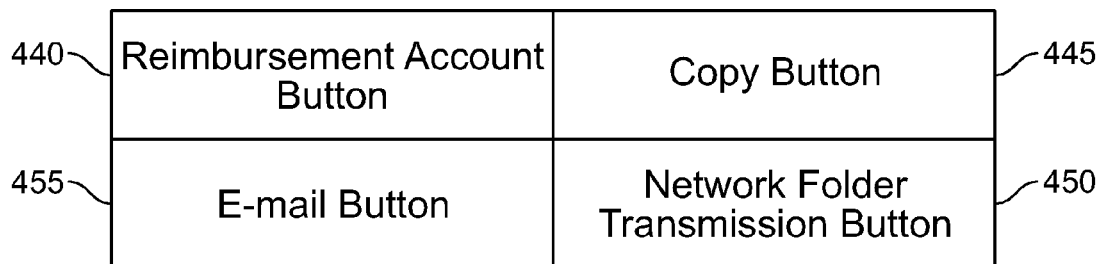 440
Reimbursement Account
Button
Copy Button
445
455
E-mail Button
Network Folder
Transmission Button
450